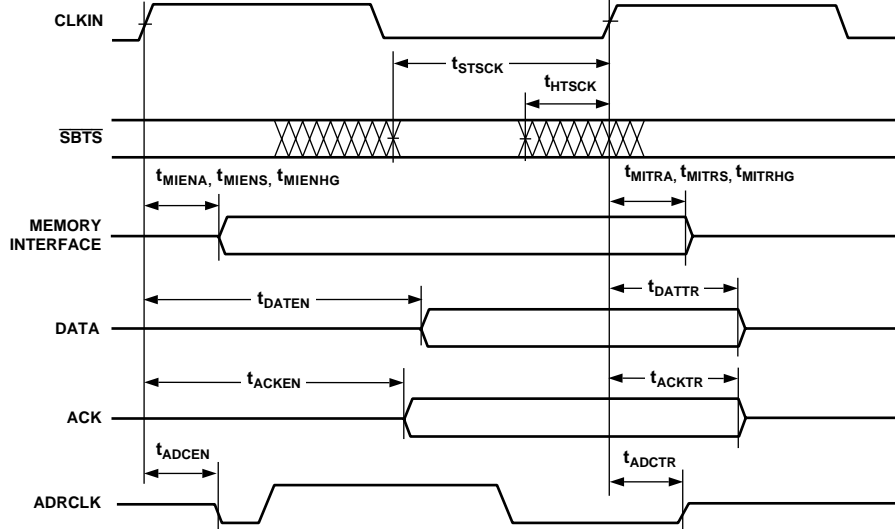 CLKIN
tSTSCK
tHTSCK
SBTS
tMIENA, tMIENS, tMIENHG
tMITRA, tMITRS, tMITRHG
MEMORY
INTERFACE
tDATEN
tDATTR
DATA
tACKEN
tACKTR
ACK
tADCEN
tADCTR
ADRCLK